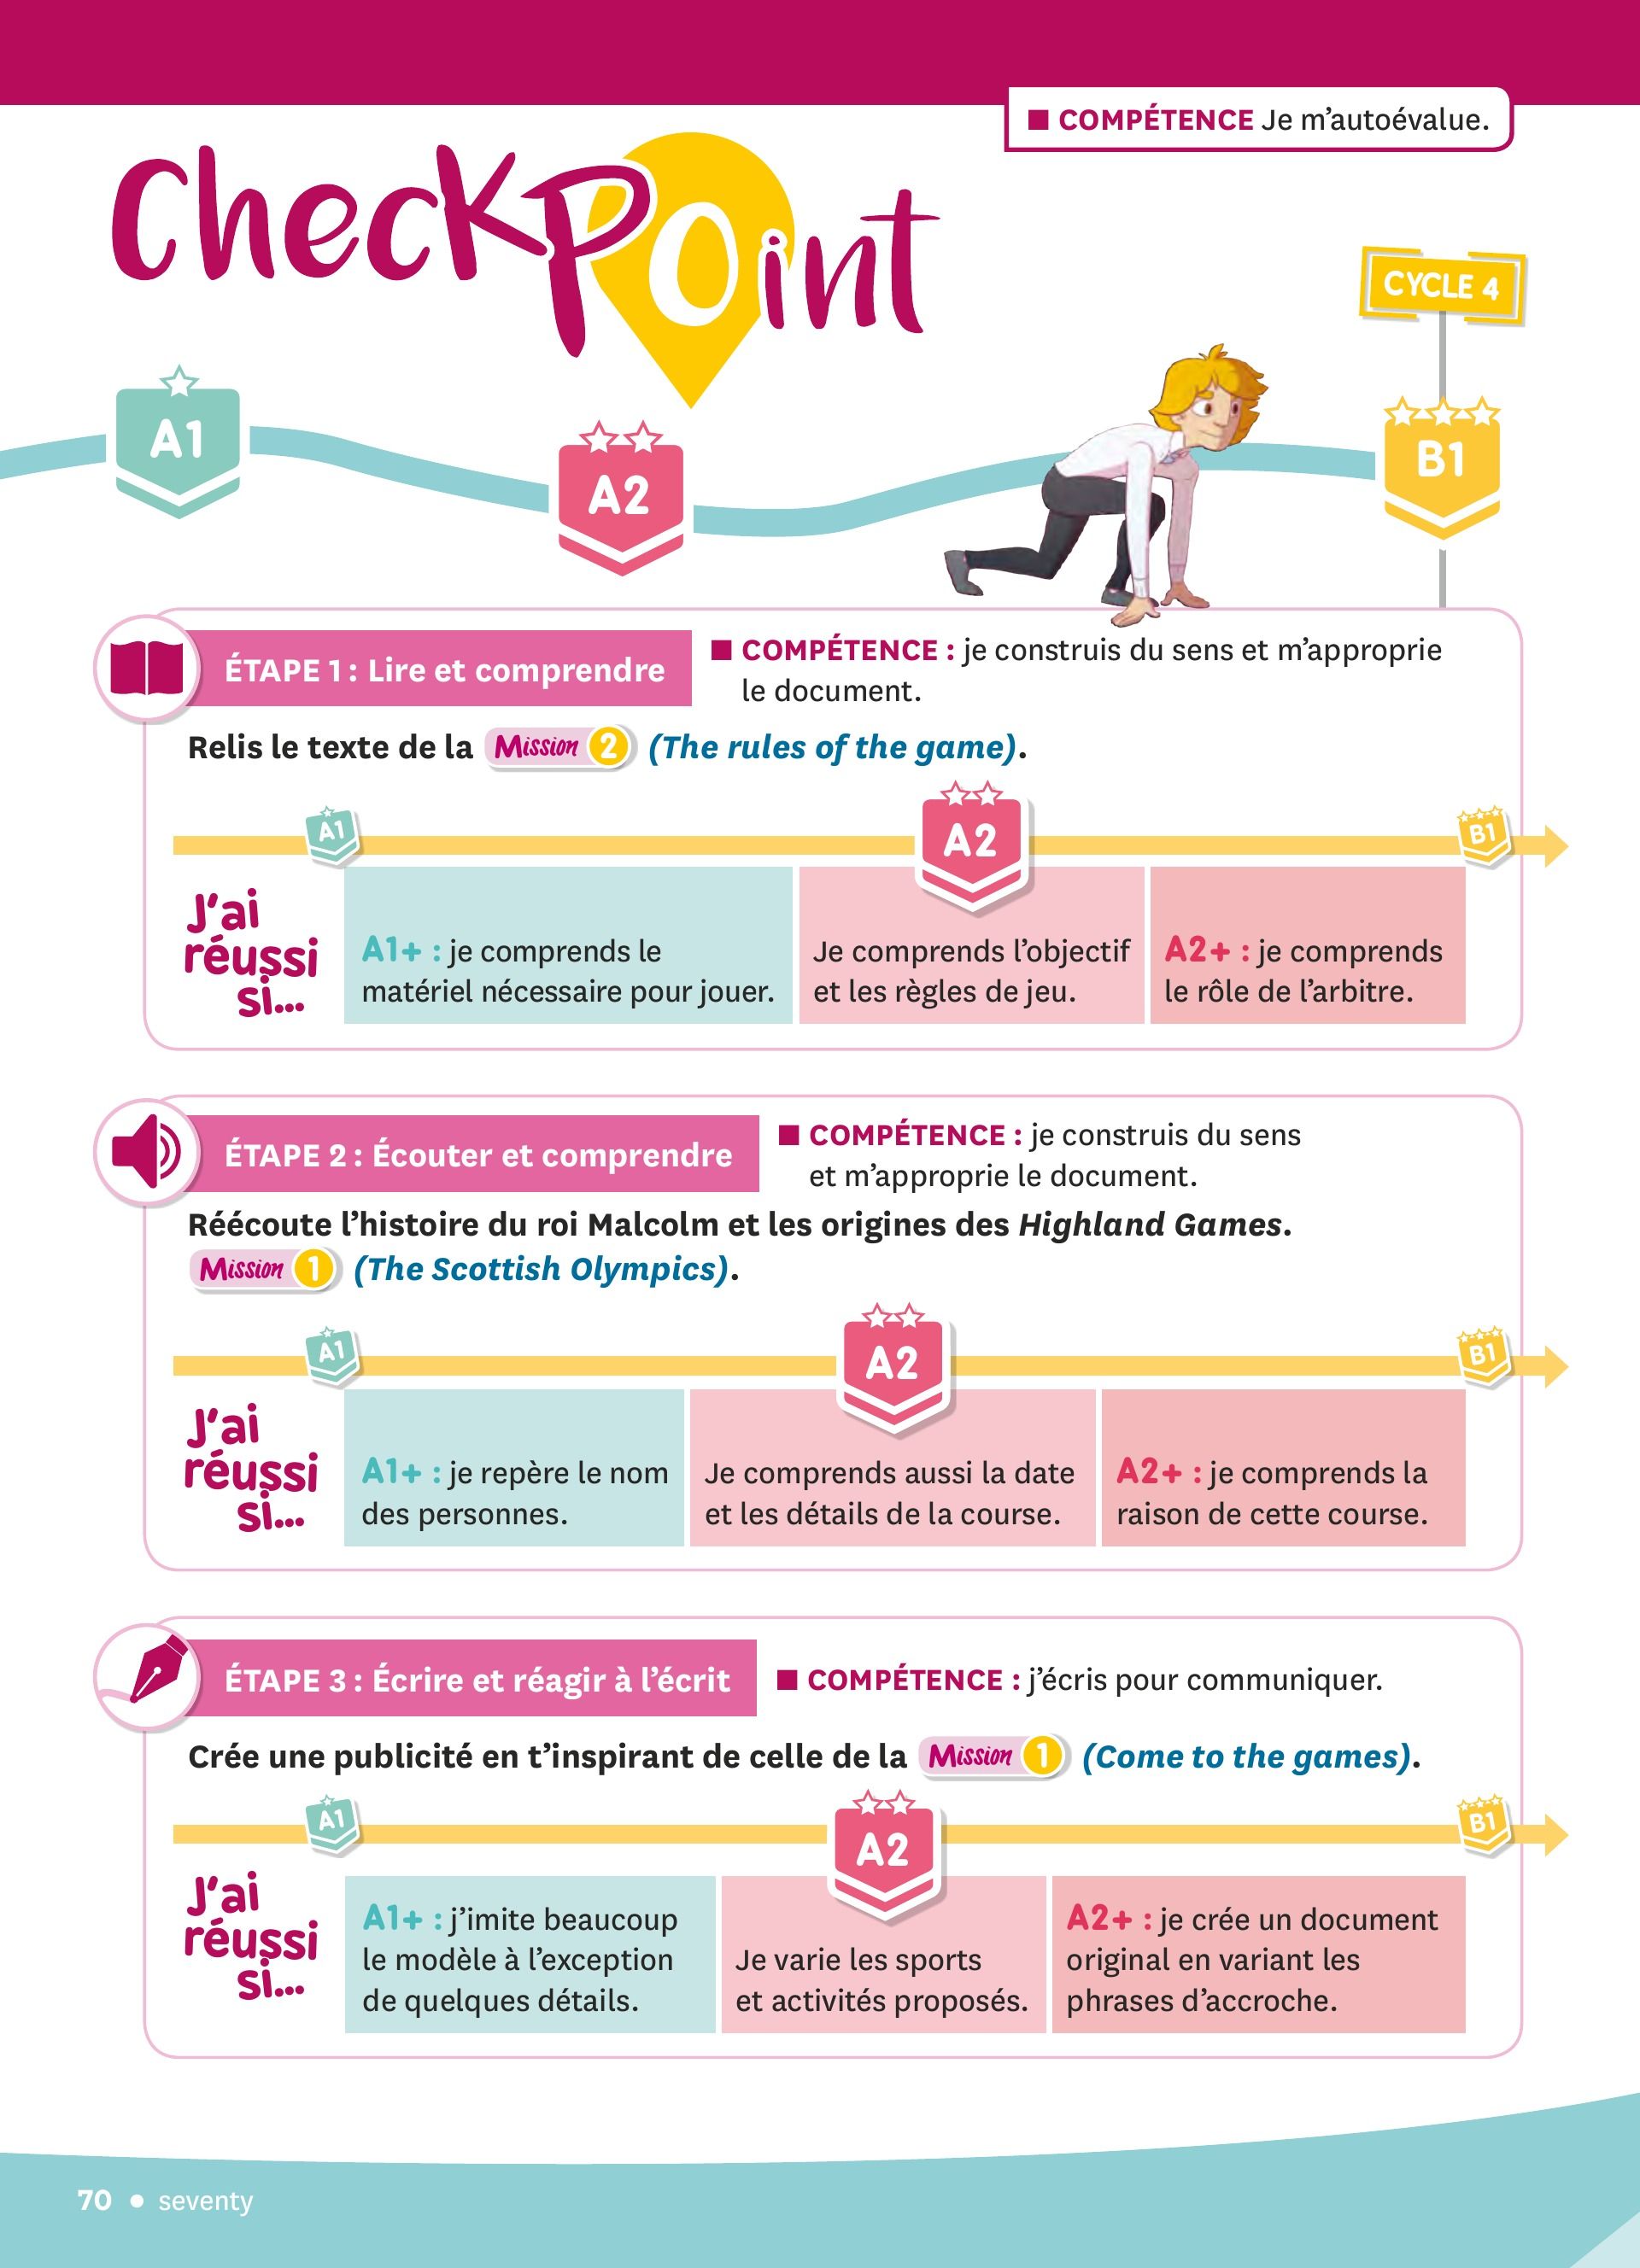 ■ COMPÉTENCE Je m'autoévalue.
CheckPoint
CYCLE 4
A1
A2
B1
ÉTAPE 1 : Lire et comprendre
■ COMPÉTENCE : je construis du sens et m'approprie
le document.
Relis le texte de la Mission 2 (The rules of the game).
A1
A2
B1
J'ai
réussi
si...
A1+ : je comprends le
matériel nécessaire pour jouer.
Je comprends l'objectif
et les règles de jeu.
A2+ : je comprends
le rôle de l'arbitre.
ÉTAPE 2 : Écouter et comprendre
■ COMPÉTENCE : je construis du sens
et m'approprie le document.
Réécoute l'histoire du roi Malcolm et les origines des Highland Games.
Mission 1 (The Scottish Olympics).
A1
A2
B1
J'ai
réussi
si...
A1+ : je repère le nom
des personnes.
Je comprends aussi la date
et les détails de la course.
A2+ : je comprends la
raison de cette course.
ÉTAPE 3 : Écrire et réagir à l'écrit
■ COMPÉTENCE : j'écris pour communiquer.
Crée une publicité en t'inspirant de celle de la Mission 1 (Come to the games).
A1
A2
B1
J'ai
réussi
si...
A1+ : j'imite beaucoup
le modèle à l'exception
de quelques détails.
Je varie les sports
et activités proposés.
A2+ : je crée un document
original en variant les
phrases d'accroche.
70 • seventy